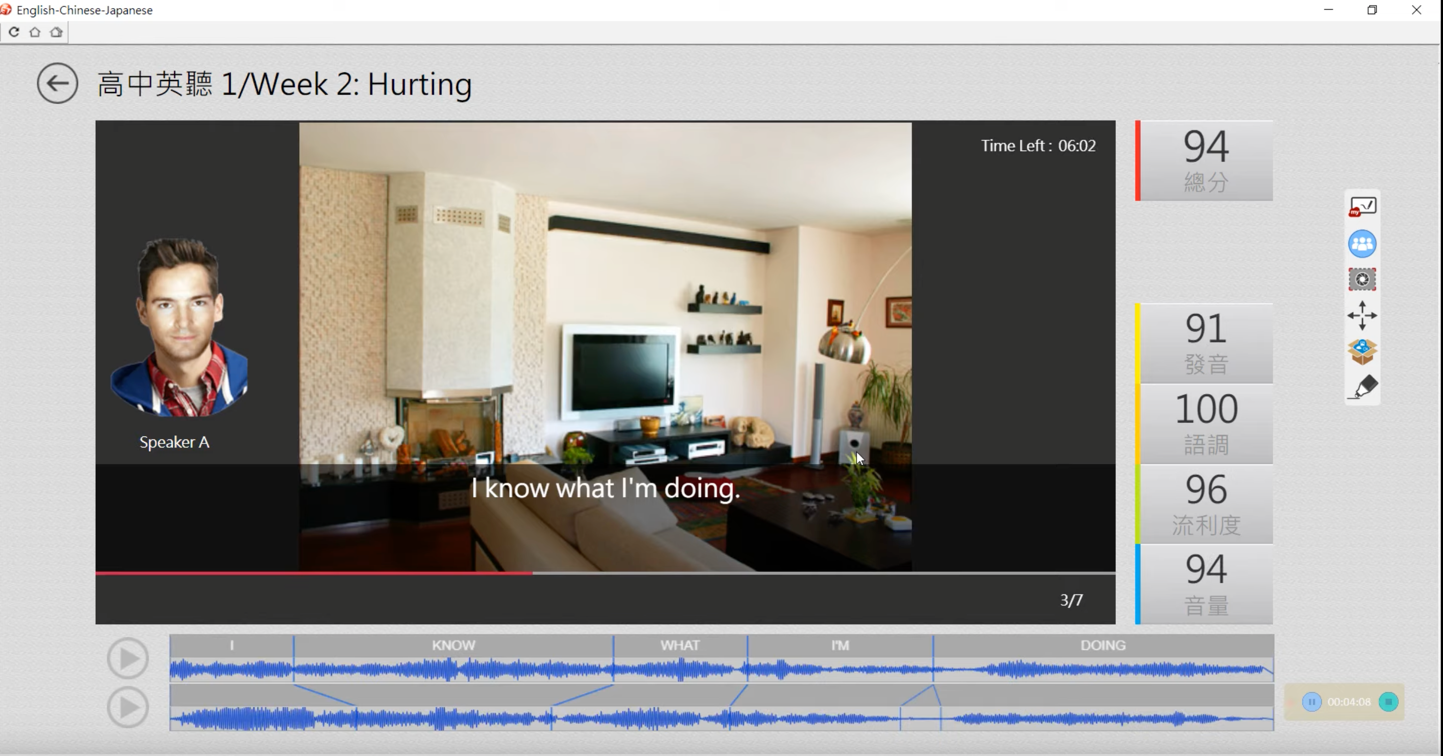 English-Chinese-Japanese
高中英聽 1/Week 2: Hurting
Time Left : 06:02
94
總分
91
發音
100
語調
96
流利度
94
音量
Speaker A
I know what I'm doing.
3/7
I KNOW WHAT I'M DOING
my
00:04:08